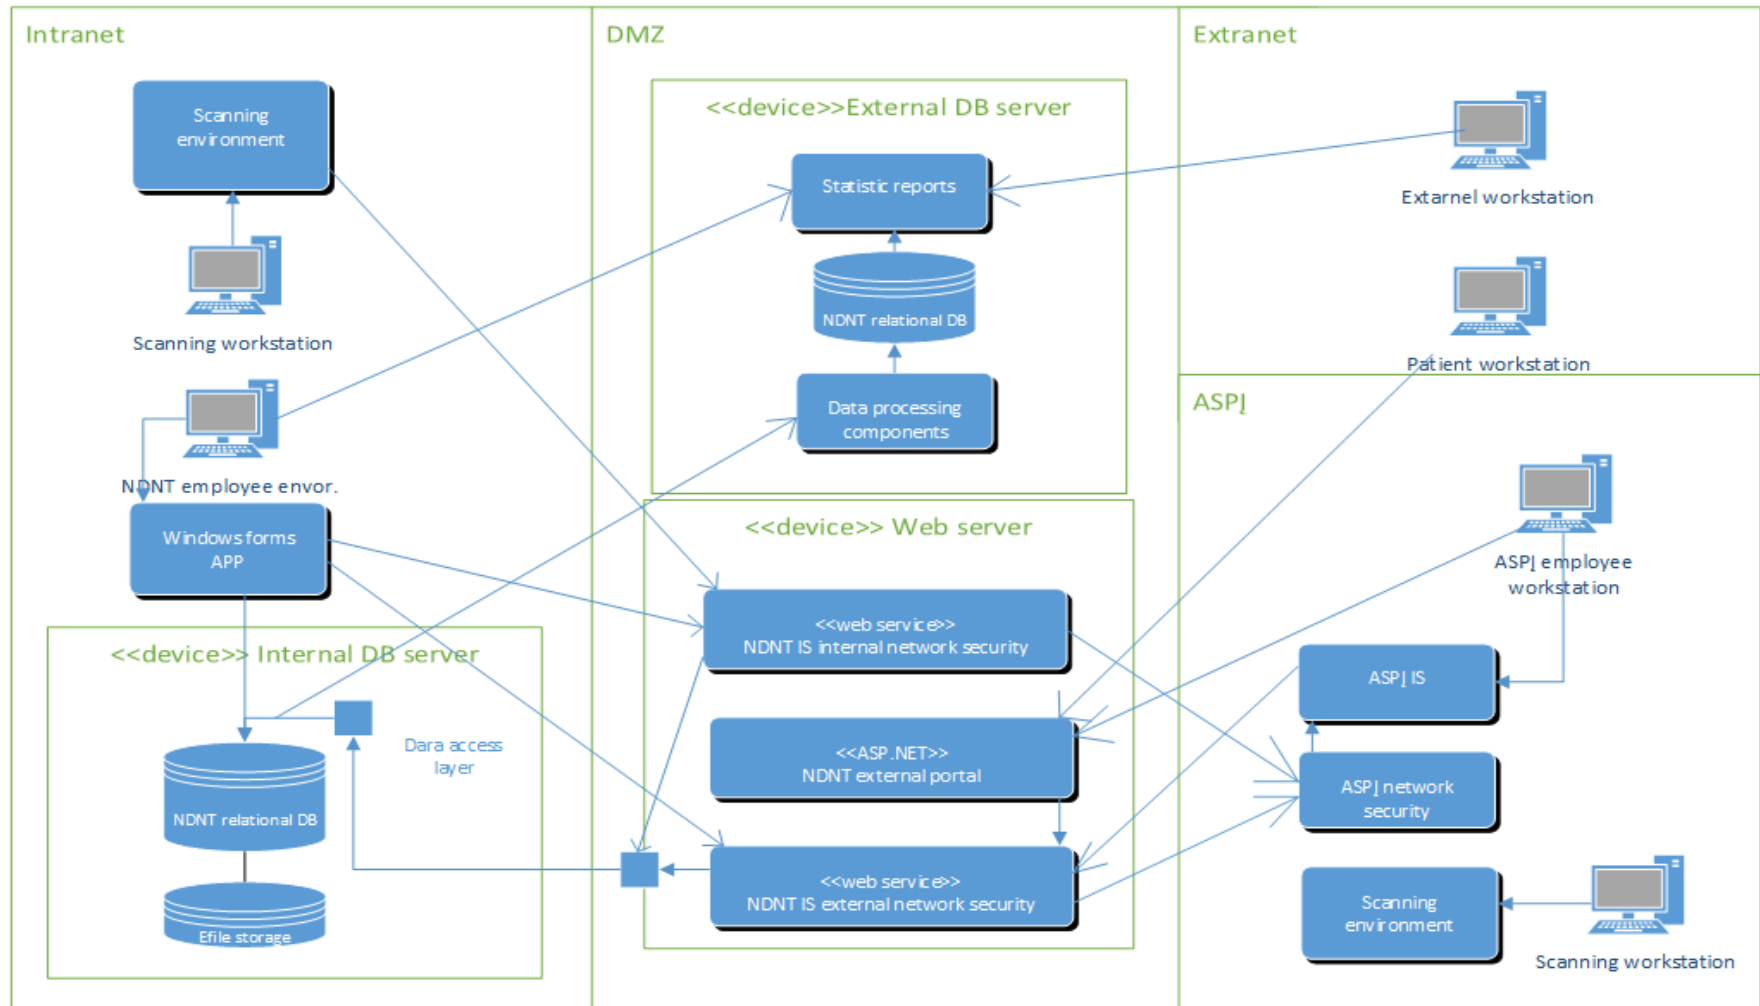 Intranet
Scanning
environment
Scanning workstation
NDNT employee envor.
Windows forms
APP
<<device>> Internal DB server
Dara access
layer
NDNT relational DB
Efile storage
DMZ
<<device>>External DB server
Statistic reports
NDNT relational DB
Data processing
components
<<device>> Web server
<<web service>>
NDNT IS internal network security
<<ASP.NET>>
NDNT external portal
<<web service>>
NDNT IS external network security
Extranet
Extarnel workstation
Patient workstation
ASPĮ
ASPĮ employee
workstation
ASPĮ IS
ASPĮ network
security
Scanning
environment
Scanning workstation